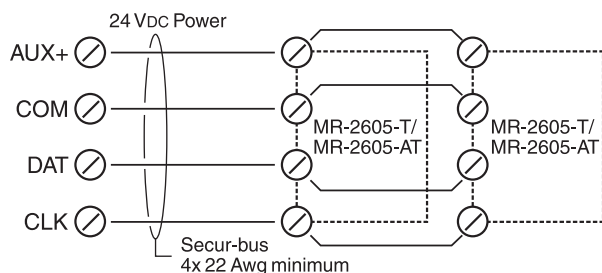 24 VDC Power
AUX+
COM
DAT
CLK
MR-2605-T/
MR-2605-AT
MR-2605-T/
MR-2605-AT
Secur-bus
4x 22 Awg minimum